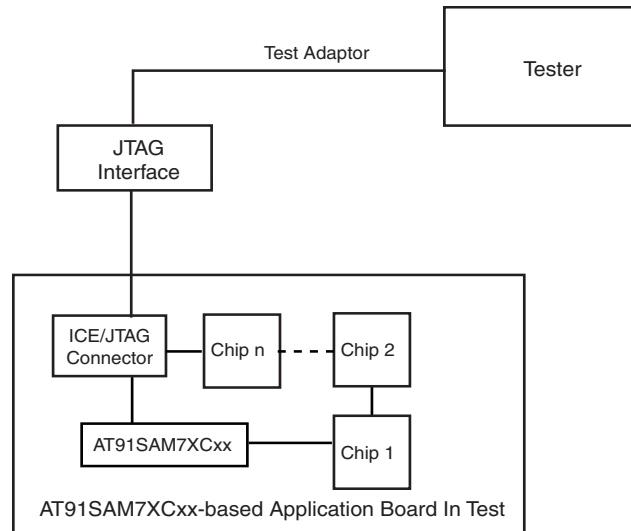 Test Adaptor
Tester
JTAG
Interface
ICE/JTAG
Connector
Chip n
Chip 2
AT91SAM7XCxx
Chip 1
AT91SAM7XCxx-based Application Board In Test